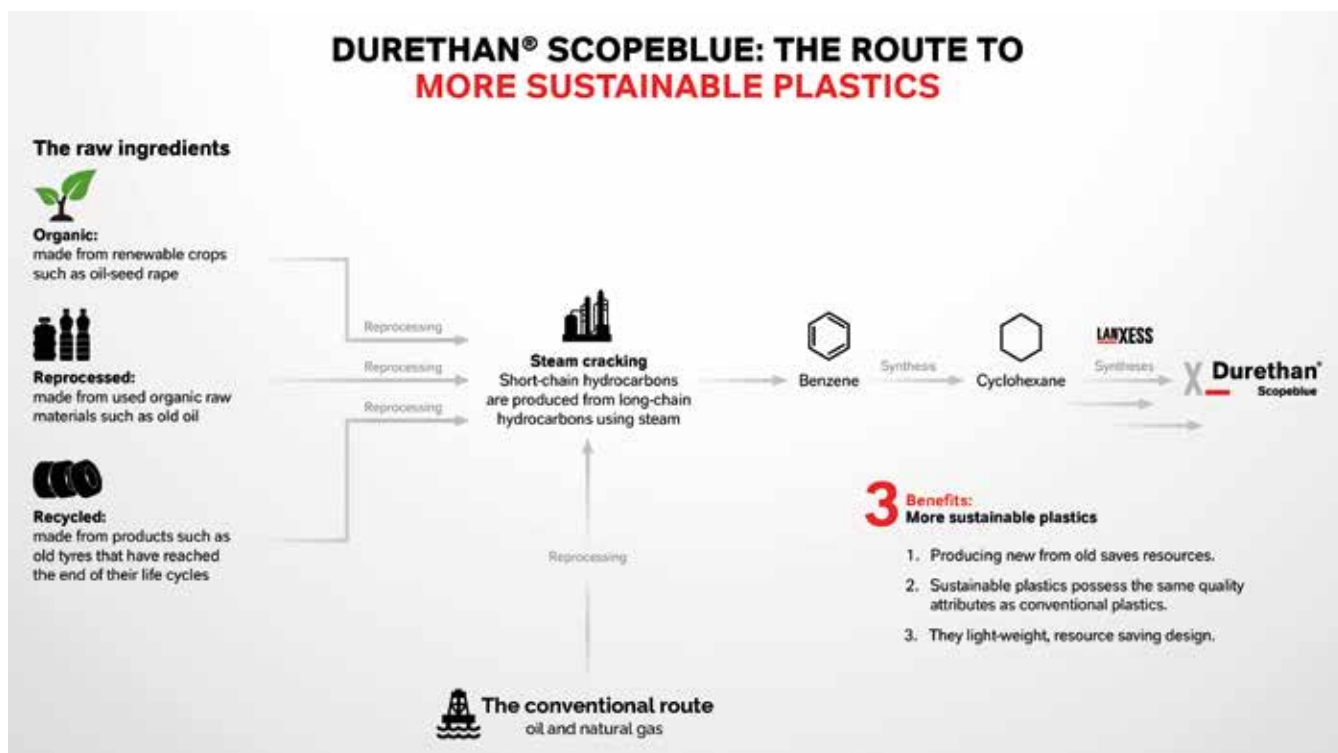 DURETHAN® SCOPEBLUE: THE ROUTE TO
MORE SUSTAINABLE PLASTICS
The raw ingredients
Organic:
made from renewable crops
such as oil-seed rape
Reprocessed:
made from used organic raw
materials such as old oil
Recycled:
made from products such as
old tyres that have reached
the end of their life cycles
Reprocessing
Reprocessing
Reprocessing
Steam cracking
Short-chain hydrocarbons
are produced from long-chain
hydrocarbons using steam
Reprocessing
The conventional route
oil and natural gas
Benzene
Synthesis
Cyclohexane
LANXESS
Syntheses
X Durethan®
Scopeblue
3 Benefits:
More sustainable plastics
1. Producing new from old saves resources.
2. Sustainable plastics possess the same quality
attributes as conventional plastics.
3. They light-weight, resource saving design.